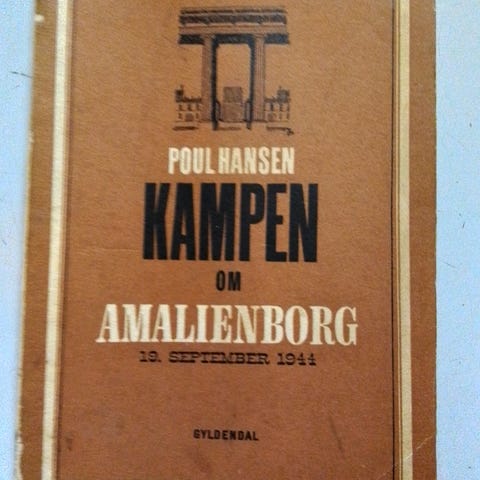 POUL HANSEN
KAMPEN
OM
AMALIENBORG
19. SEPTEMBER 1944
GYLDENDAL